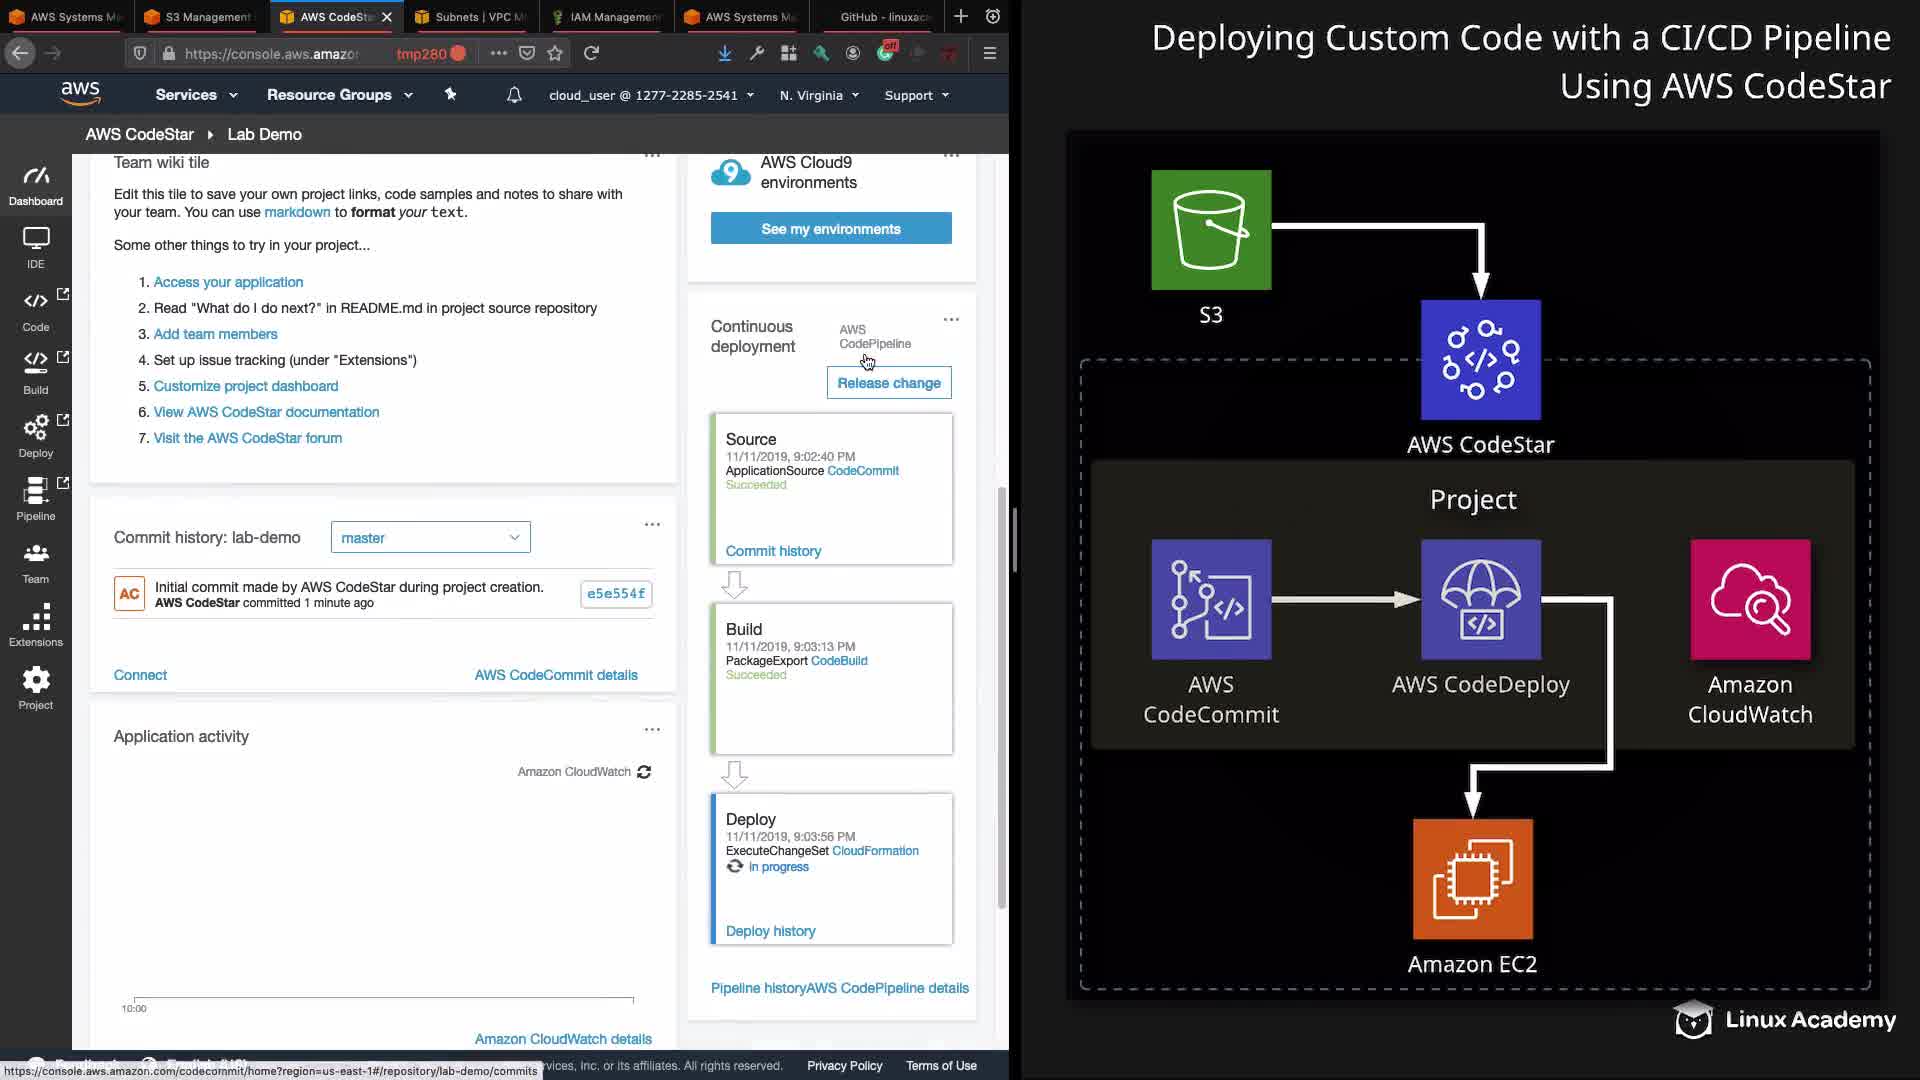 AWS Systems Ma
S3 Management
AWS CodeStar
Subnets | VPC M
IAM Managemen
AWS Systems Ma
GitHub - linuxaca
https://console.aws.amazon
tmp280
off
aws
Services
Resource Groups
cloud_user @ 1277-2285-2541
N. Virginia
Support
AWS CodeStar
Lab Demo
Dashboard
IDE
Code
Build
Deploy
Pipeline
Team
Extensions
Project
Team wiki tile
Edit this tile to save your own project links, code samples and notes to share with
your team. You can use markdown to format your text.
Some other things to try in your project...
1. Access your application
2. Read "What do I do next?" in README.md in project source repository
3. Add team members
4. Set up issue tracking (under "Extensions")
5. Customize project dashboard
6. View AWS CodeStar documentation
7. Visit the AWS CodeStar forum
Commit history: lab-demo
master
AC
Initial commit made by AWS CodeStar during project creation.
AWS CodeStar committed 1 minute ago
e5e554f
Connect
AWS CodeCommit details
Application activity
Amazon CloudWatch
10:00
Amazon CloudWatch details
9
AWS Cloud9
environments
See my environments
Continuous
deployment
AWS
CodePipeline
Release change
Source
11/11/2019, 9:02:40 PM
ApplicationSource CodeCommit
Succeeded
Commit history
Build
11/11/2019, 9:03:13 PM
PackageExport CodeBuild
Succeeded
Deploy
11/11/2019, 9:03:56 PM
ExecuteChangeSet CloudFormation
in progress
Deploy history
Pipeline historyAWS CodePipeline details
vices, Inc. or its affiliates. All rights reserved.
Privacy Policy
Terms of Use
https://console.aws.amazon.com/codecommit/home?region=us-east-1#/repository/lab-demo/commits
Deploying Custom Code with a CI/CD Pipeline
Using AWS CodeStar
S3
AWS CodeStar
Project
AWS
CodeCommit
AWS CodeDeploy
Amazon
CloudWatch
Amazon EC2
Linux Academy